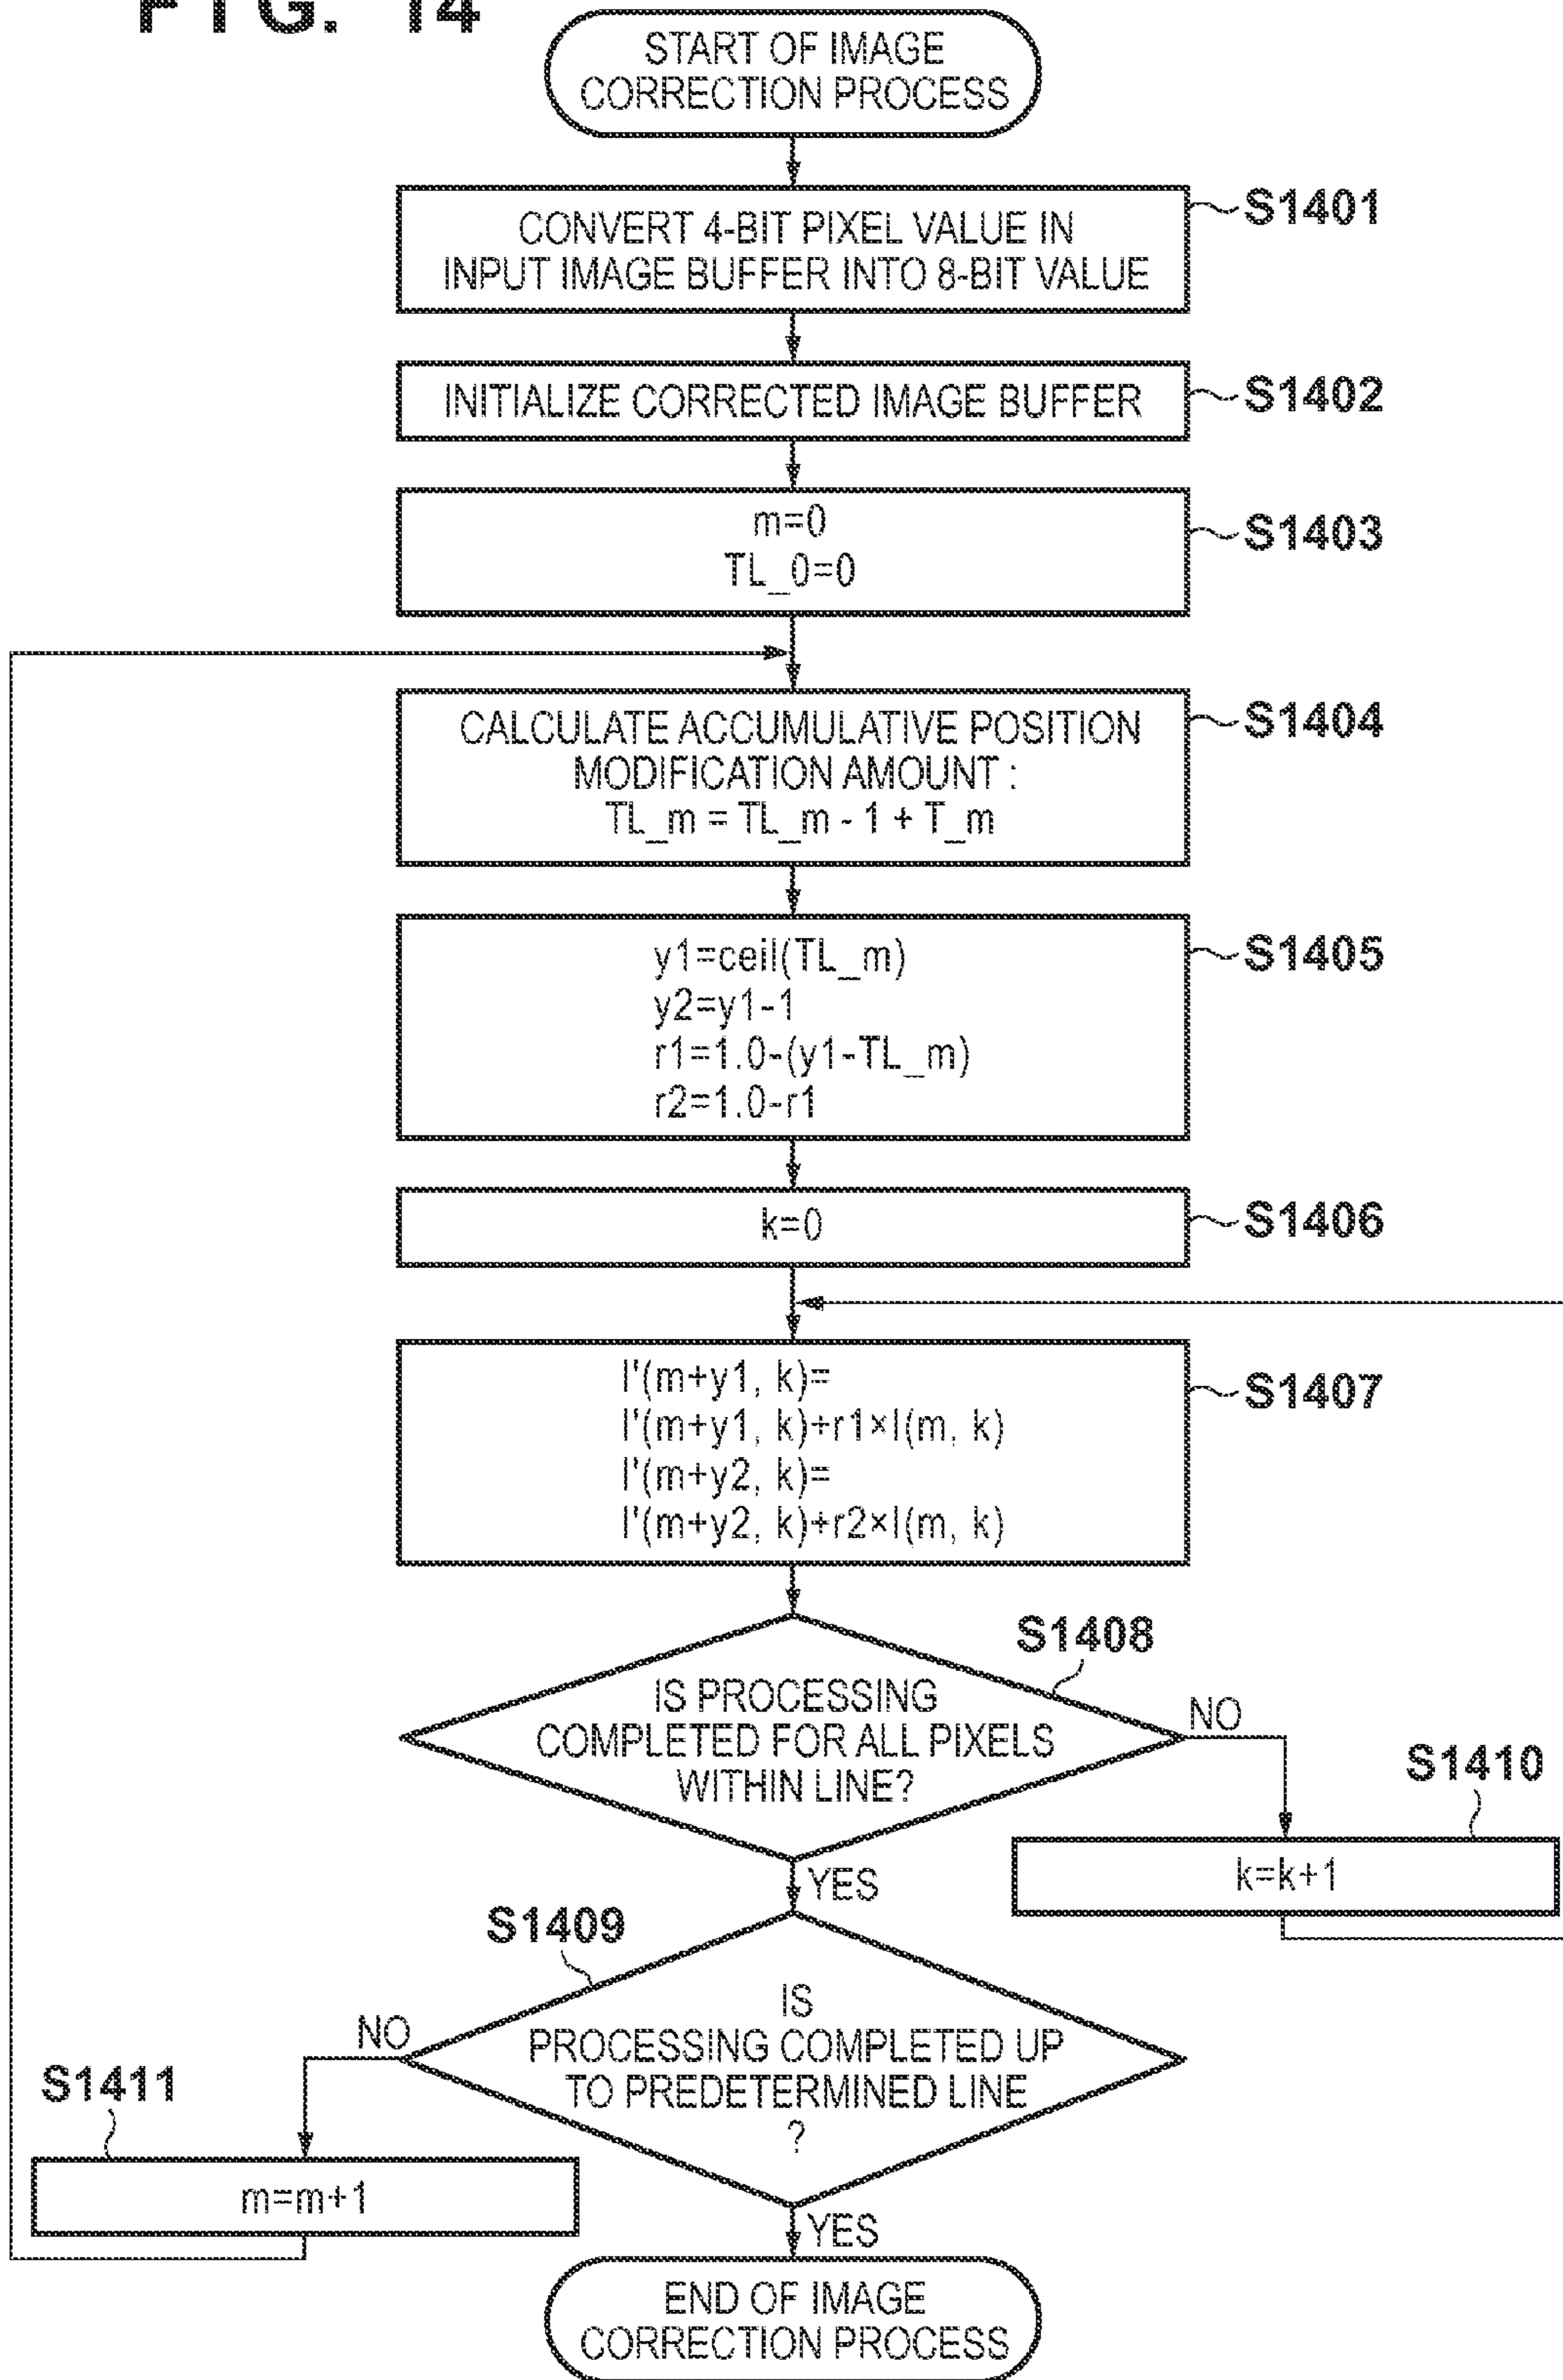 FIG. 14
START OF IMAGE
CORRECTION PROCESS
CONVERT 4-BIT PIXEL VALUE IN
INPUT IMAGE BUFFER INTO 8-BIT VALUE
S1401
INITIALIZE CORRECTED IMAGE BUFFER
S1402
m=0
TL_0=0
S1403
CALCULATE ACCUMULATIVE POSITION
MODIFICATION AMOUNT :
TL_m = TL_m - 1 + T_m
S1404
y1=ceil(TL_m)
y2=y1-1
r1=1.0-(y1-TL_m)
r2=1.0-r1
S1405
k=0
S1406
I'(m+y1, k)=
I'(m+y1, k)+r1×I(m, k)
I'(m+y2, k)=
I'(m+y2, k)+r2×I(m, k)
S1407
S1408
IS PROCESSING
COMPLETED FOR ALL PIXELS
WITHIN LINE?
NO
S1410
k=k+1
YES
S1409
IS
PROCESSING COMPLETED UP
TO PREDETERMINED LINE
?
NO
S1411
m=m+1
YES
END OF IMAGE
CORRECTION PROCESS